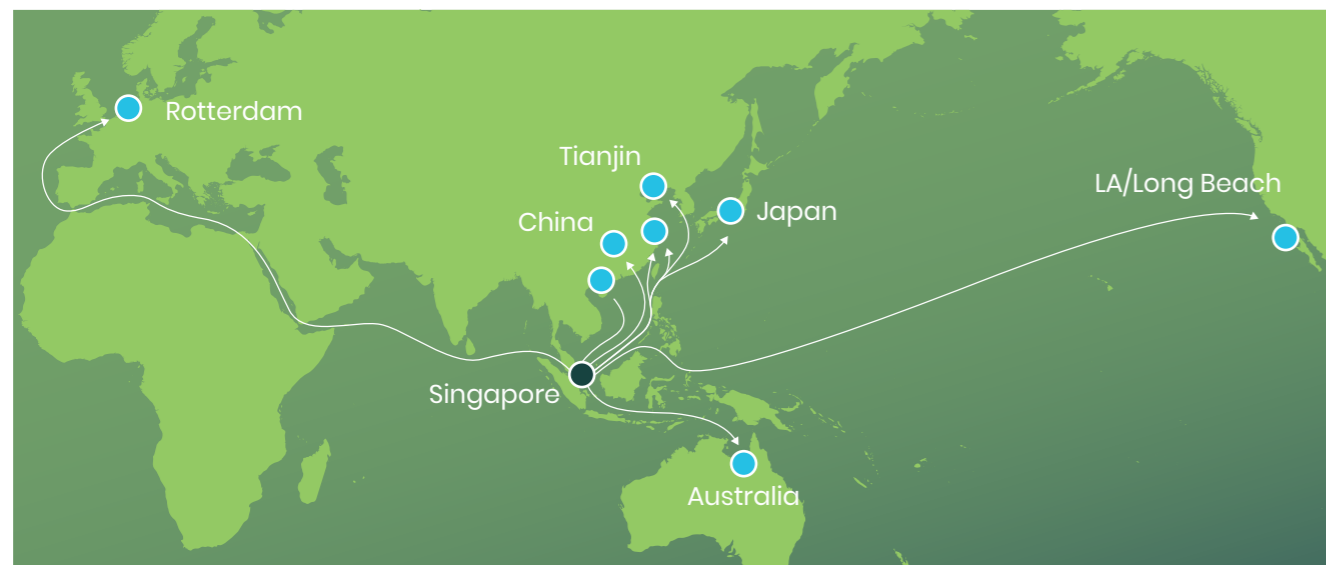 Rotterdam
Tianjin
LA/Long Beach
China
Japan
Singapore
Australia